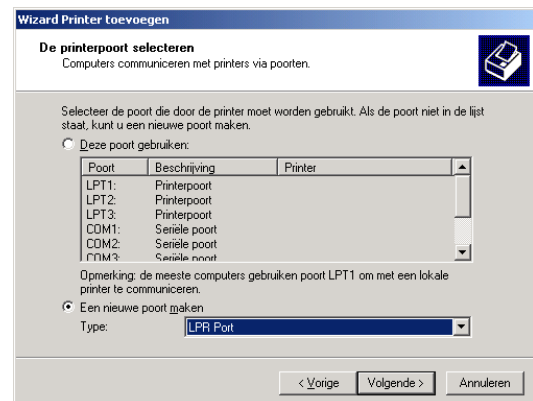 Wizard Printer toevoegen
De printerpoort selecteren
Computers communiceren met printers via poorten.
Selecteer de poort die door de printer moet worden gebruikt. Als de poort niet in de lijst
staat, kunt u een nieuwe poort maken.
Deze poort gebruiken:
Poort Beschrijving Printer
LPT1: Printerpoort
LPT2: Printerpoort
LPT3: Printerpoort
COM1: Seriële poort
COM2: Seriële poort
COM3: Seriële poort
Opmerking: de meeste computers gebruiken poort LPT1 om met een lokale
printer te communiceren.
Een nieuwe poort maken
Type: LPR Port
< Vorige Volgende > Annuleren